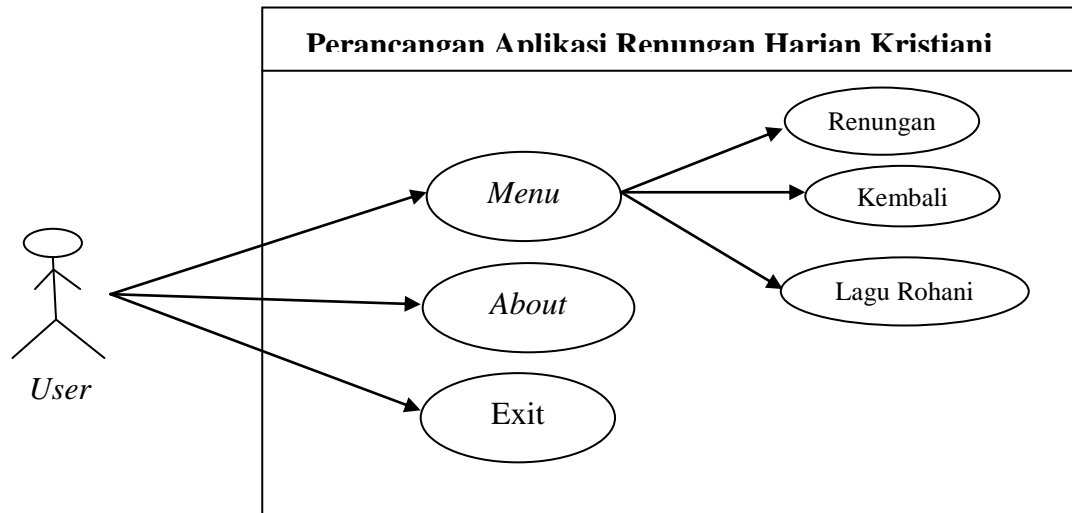 Perancangan Aplikasi Renungan Harian Kristiani
Renungan
Menu
Kembali
About
Lagu Rohani
User
Exit